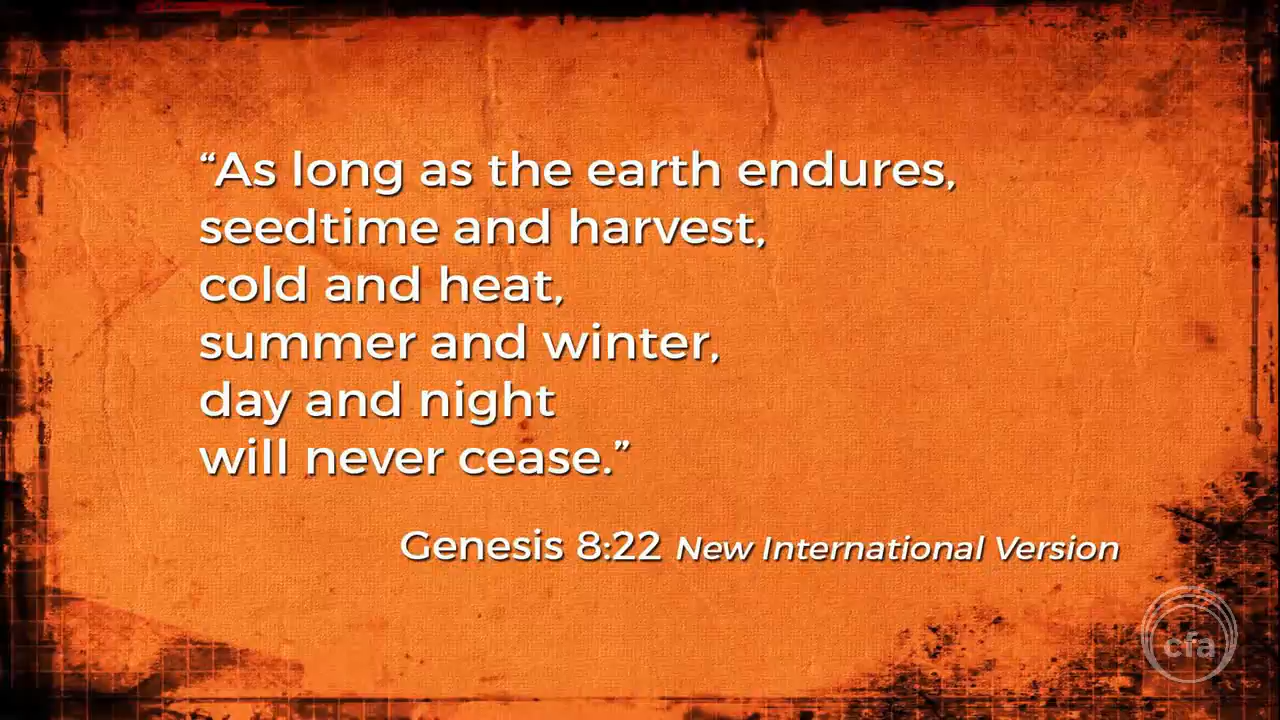 “As long as the earth endures,
seedtime and harvest,
cold and heat,
summer and winter,
day and night
will never cease.”
Genesis 8:22 New International Version
cfa